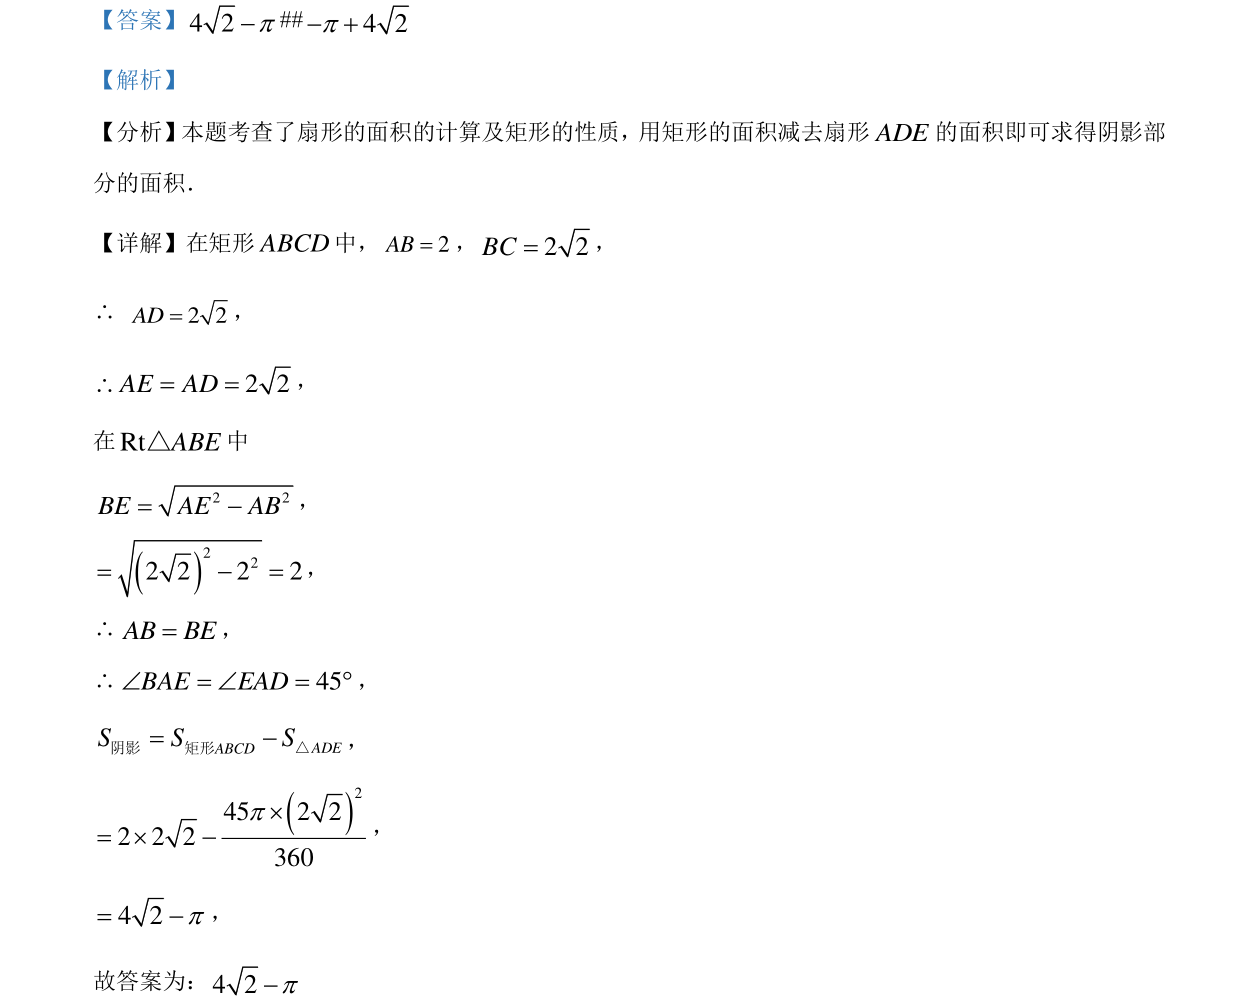 【答案】4√2－π##－π＋4√2
【解析】
【分析】本题考查了扇形的面积的计算及矩形的性质，用矩形的面积减去扇形 ADE 的面积即可求得阴影部
分的面积．
【详解】在矩形 ABCD 中， AB = 2 ， BC = 2√2 ，
∴ AD = 2√2 ，
∴ AE = AD = 2√2 ，
在 Rt△ABE 中
BE = √(AE² − AB²) ，
= √((2√2)² − 2²) = 2 ，
∴ AB = BE ，
∴ ∠BAE = ∠EAD = 45° ，
S阴影 = S矩形ABCD − S△ADE ，
= 2 × 2√2 − 45π × (2√2)² / 360 ，
= 4√2 − π ，
故答案为：4√2 − π